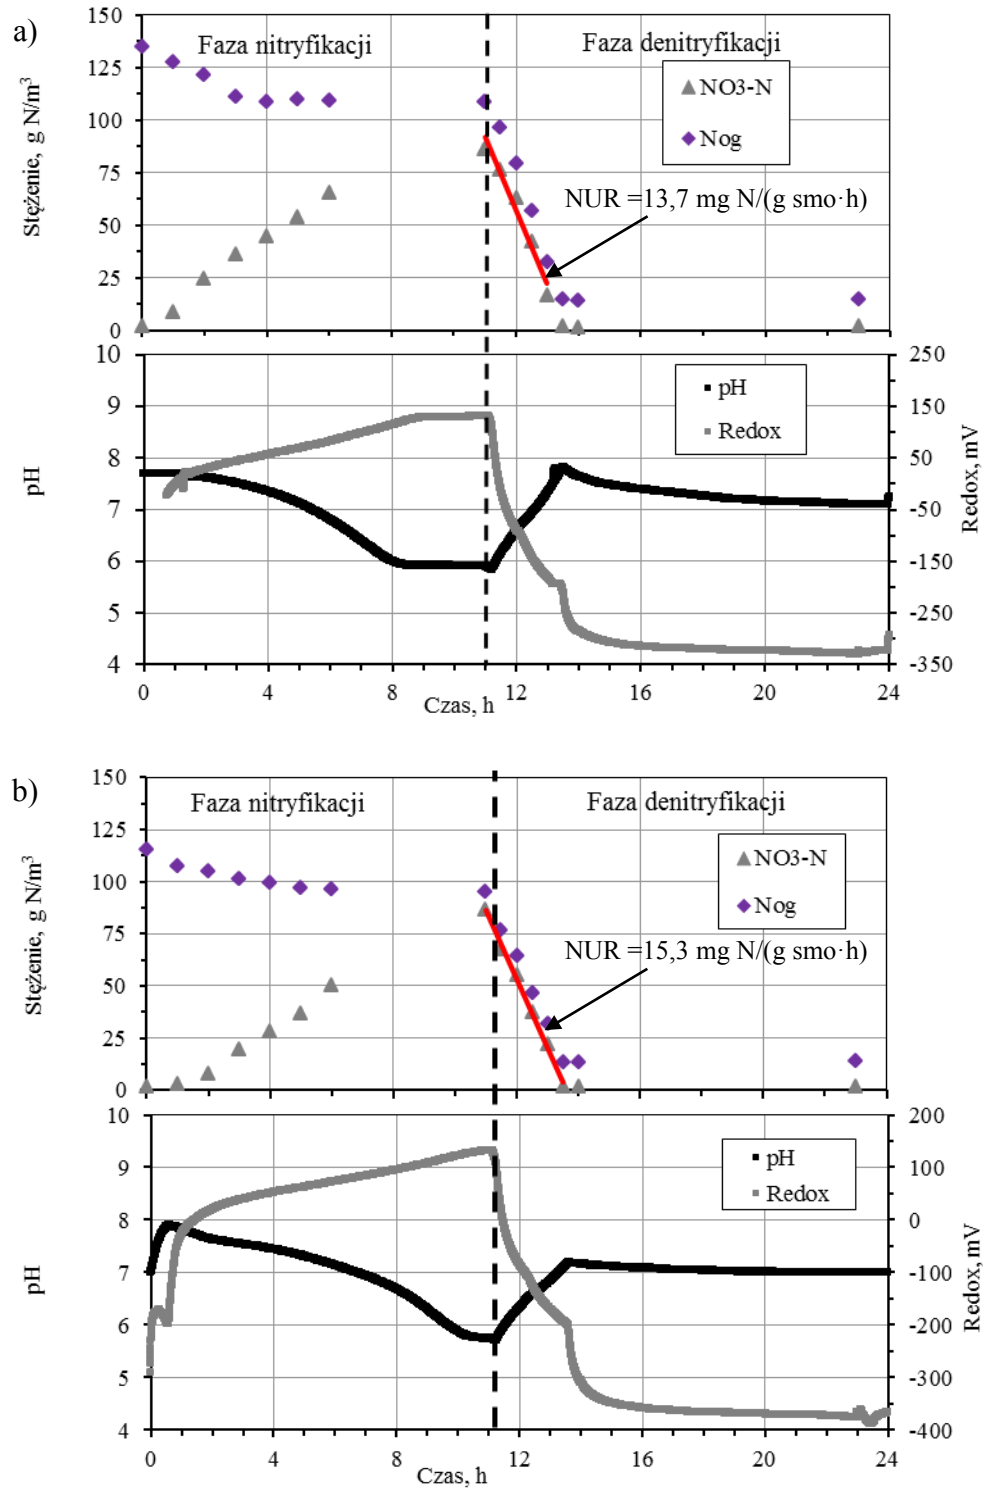 a)
150
125
100
75
50
25
0
Stężenie, g N/m³
Faza nitryfikacji
Faza denitryfikacji
NO3-N
Nog
NUR =13,7 mg N/(g smo·h)
10
9
8
7
6
5
4
pH
250
150
50
-50
-150
-250
-350
Redox, mV
pH
Redox
0 4 8 12 16 20 24
Czas, h
b)
150
125
100
75
50
25
0
Stężenie, g N/m³
Faza nitryfikacji
Faza denitryfikacji
NO3-N
Nog
NUR =15,3 mg N/(g smo·h)
10
9
8
7
6
5
4
pH
200
100
0
-100
-200
-300
-400
Redox, mV
pH
Redox
0 4 8 12 16 20 24
Czas, h